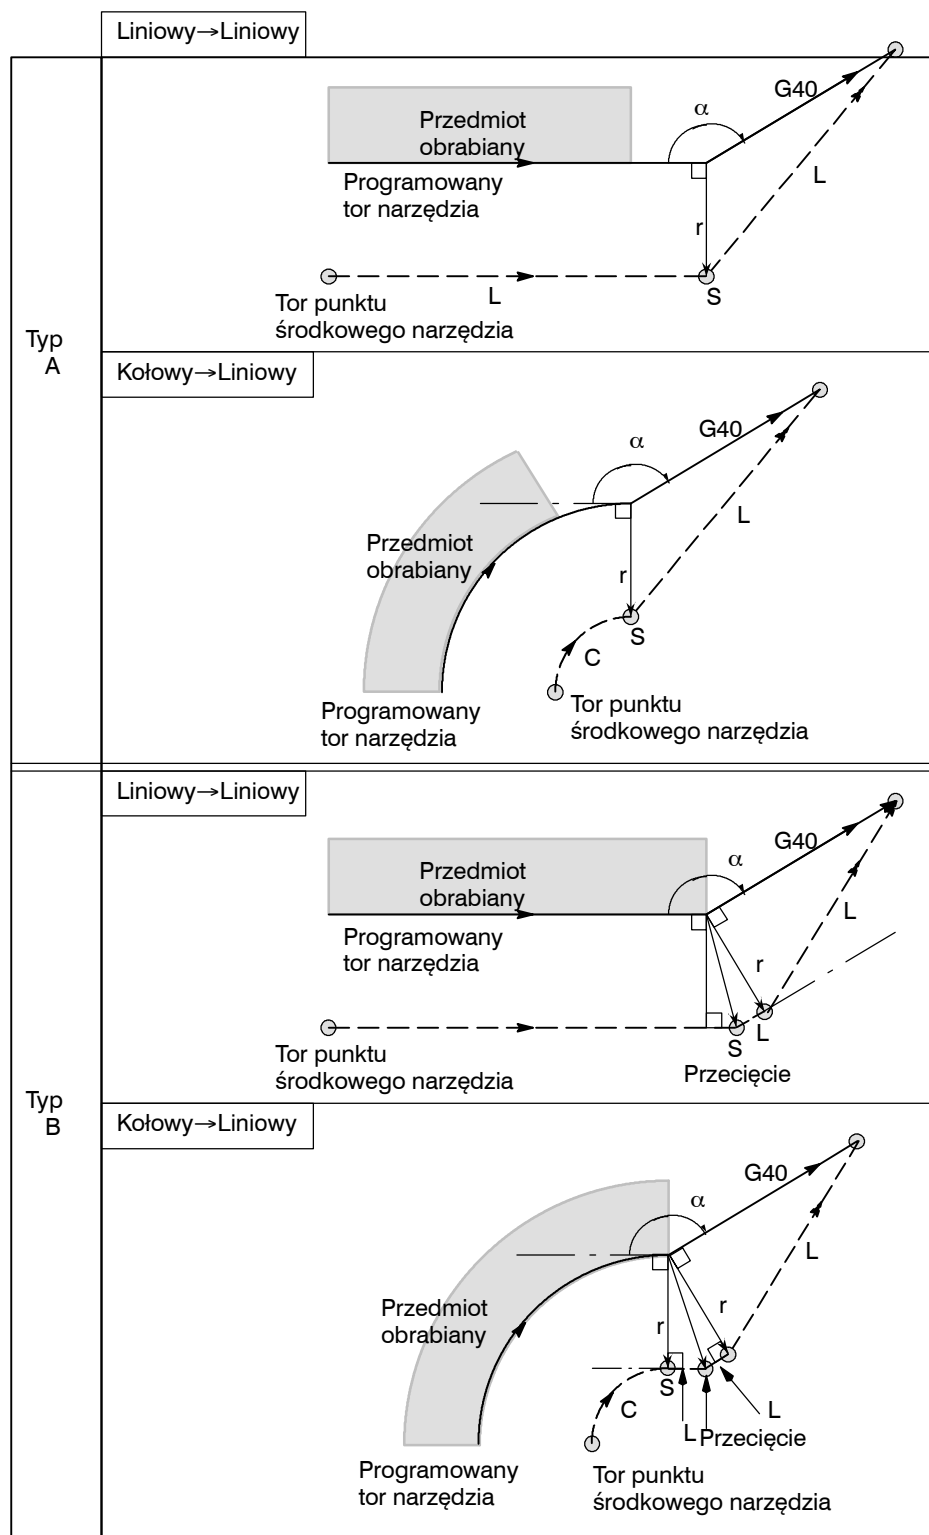 Liniowy→Liniowy
Typ
A
G40
α
Przedmiot
obrabiany
L
Programowany
tor narzędzia
r
L
S
Tor punktu
środkowego narzędzia
Kołowy→Liniowy
G40
α
L
Przedmiot
obrabiany
r
S
C
Programowany
tor narzędzia
Tor punktu
środkowego narzędzia
Typ
B
Liniowy→Liniowy
G40
α
Przedmiot
obrabiany
L
Programowany
tor narzędzia
r
S
L
Tor punktu
środkowego narzędzia
Przecięcie
Kołowy→Liniowy
G40
α
L
Przedmiot
obrabiany
r
r
S
C
L
L
Przecięcie
Programowany
tor narzędzia
Tor punktu
środkowego narzędzia